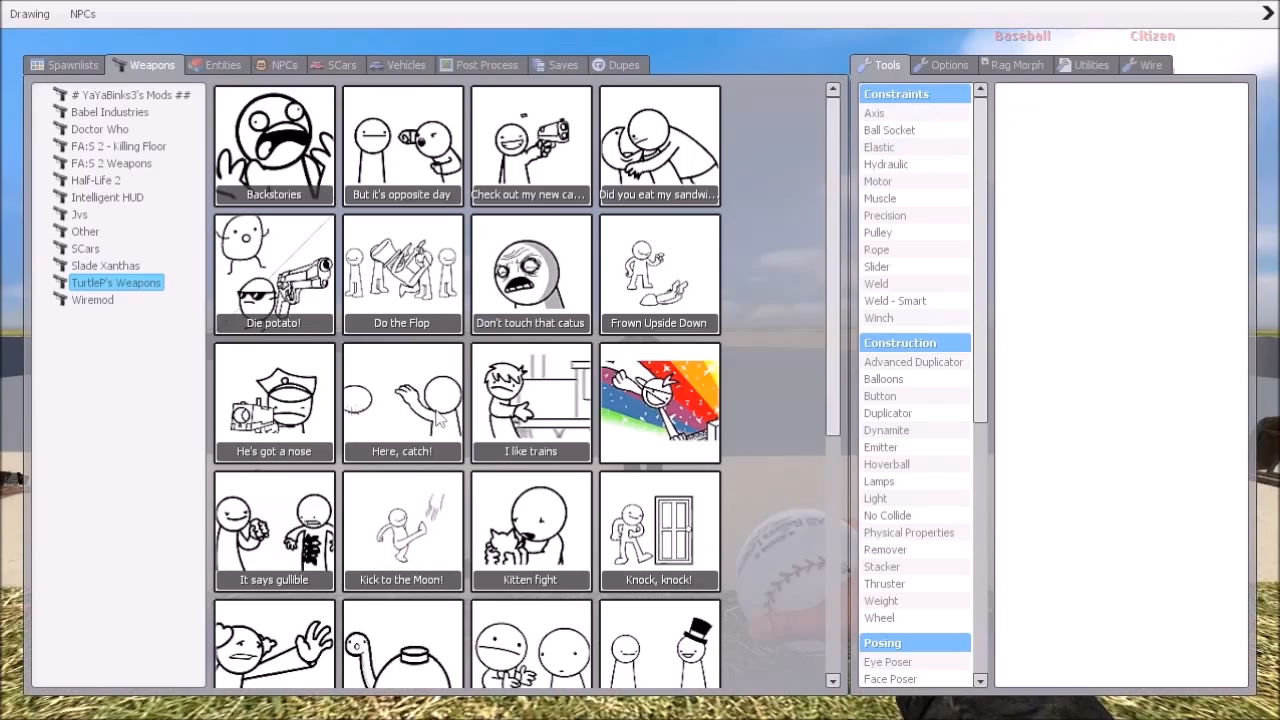 Drawing NPCs
Baseball Citizen
Spawnlists Weapons Entities NPCs SCars Vehicles Post Process Saves Dupes
Tools Options Rag Morph Utilities Wire
# YaYaBinks3's Mods ##
Babel Industries
Doctor Who
FA:S 2 - Killing Floor
FA:S 2 Weapons
Half-Life 2
Intelligent HUD
Jvs
Other
SCars
Slade Xanthas
TurtleP's Weapons
Wiremod
Backstories
But it's opposite day
Check out my new ca...
Did you eat my sandwi...
Die potato!
Do the Flop
Don't touch that catus
Frown Upside Down
He's got a nose
Here, catch!
I like trains
It says gullible
Kick to the Moon!
Kitten fight
Knock, knock!
Constraints
Axis
Ball Socket
Elastic
Hydraulic
Motor
Muscle
Precision
Pulley
Rope
Slider
Weld
Weld - Smart
Winch
Construction
Advanced Duplicator
Balloons
Button
Duplicator
Dynamite
Emitter
Hoverball
Lamps
Light
No Collide
Physical Properties
Remover
Stacker
Thruster
Weight
Wheel
Posing
Eye Poser
Face Poser